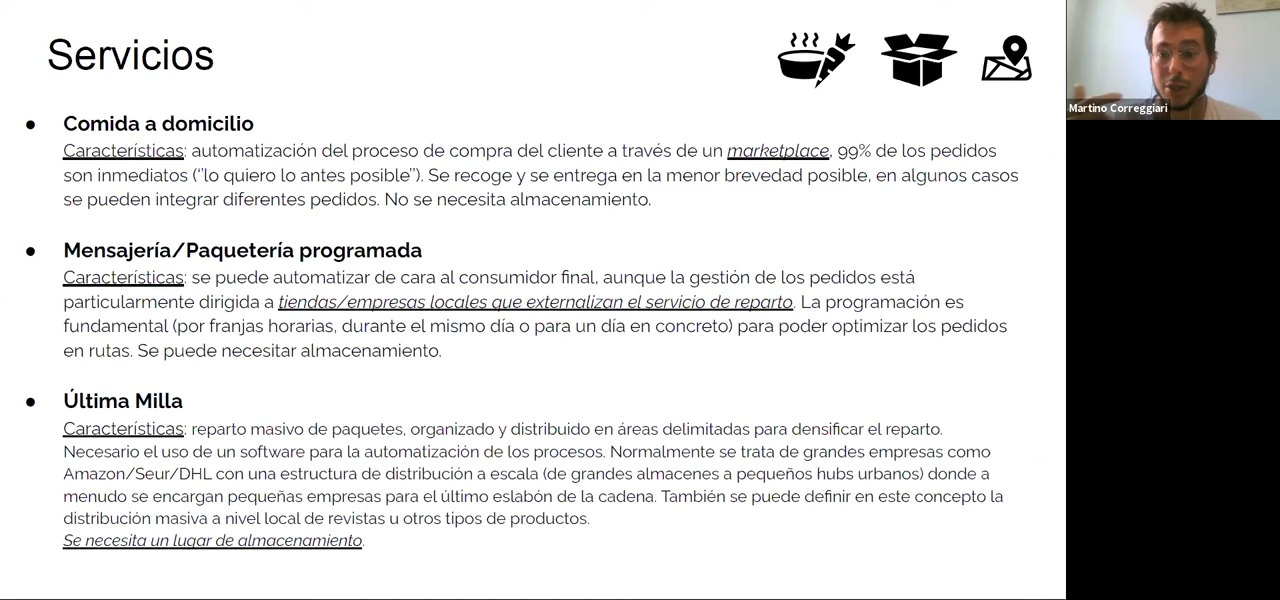 Servicios
Martino Correggiari
● Comida a domicilio
Características: automatización del proceso de compra del cliente a través de un marketplace, 99% de los pedidos
son inmediatos (‘’lo quiero lo antes posible’’). Se recoge y se entrega en la menor brevedad posible, en algunos casos
se pueden integrar diferentes pedidos. No se necesita almacenamiento.
● Mensajería/Paquetería programada
Características: se puede automatizar de cara al consumidor final, aunque la gestión de los pedidos está
particularmente dirigida a tiendas/empresas locales que externalizan el servicio de reparto. La programación es
fundamental (por franjas horarias, durante el mismo día o para un día en concreto) para poder optimizar los pedidos
en rutas. Se puede necesitar almacenamiento.
● Última Milla
Características: reparto masivo de paquetes, organizado y distribuido en áreas delimitadas para densificar el reparto.
Necesario el uso de un software para la automatización de los procesos. Normalmente se trata de grandes empresas como
Amazon/Seur/DHL con una estructura de distribución a escala (de grandes almacenes a pequeños hubs urbanos) donde a
menudo se encargan pequeñas empresas para el último eslabón de la cadena. También se puede definir en este concepto la
distribución masiva a nivel local de revistas u otros tipos de productos.
Se necesita un lugar de almacenamiento.